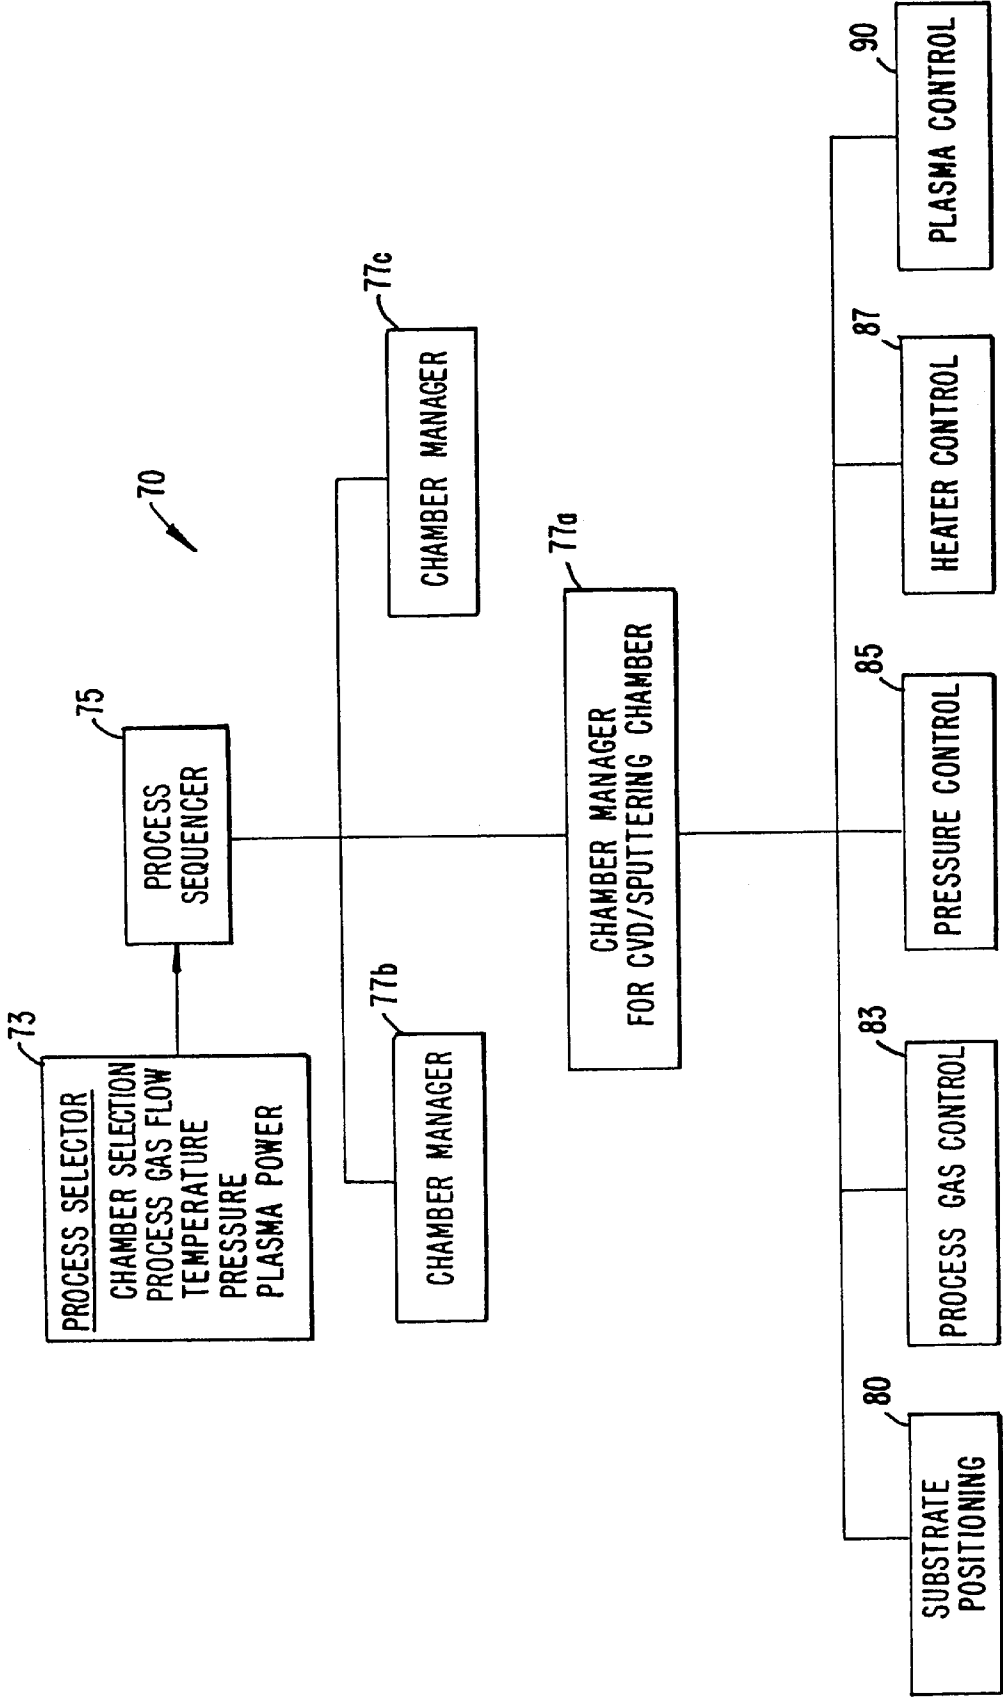 70
73
PROCESS SELECTOR
CHAMBER SELECTION
PROCESS GAS FLOW
TEMPERATURE
PRESSURE
PLASMA POWER
75
PROCESS
SEQUENCER
77b
CHAMBER MANAGER
77c
CHAMBER MANAGER
77a
CHAMBER MANAGER
FOR CVD/SPUTTERING CHAMBER
80
SUBSTRATE
POSITIONING
83
PROCESS GAS CONTROL
85
PRESSURE CONTROL
87
HEATER CONTROL
90
PLASMA CONTROL